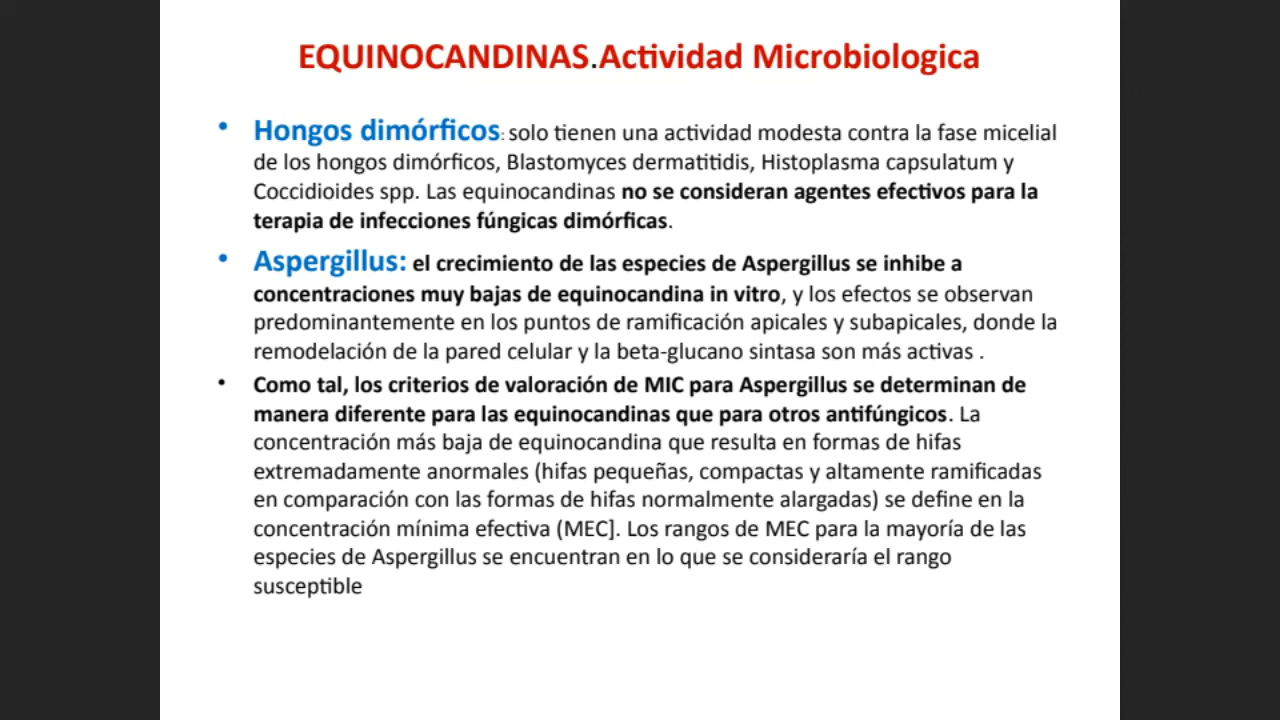 EQUINOCANDINAS.Actividad Microbiologica
• Hongos dimórficos: solo tienen una actividad modesta contra la fase micelial
de los hongos dimórficos, Blastomyces dermatitidis, Histoplasma capsulatum y
Coccidioides spp. Las equinocandinas no se consideran agentes efectivos para la
terapia de infecciones fúngicas dimórficas.
• Aspergillus: el crecimiento de las especies de Aspergillus se inhibe a
concentraciones muy bajas de equinocandina in vitro, y los efectos se observan
predominantemente en los puntos de ramificación apicales y subapicales, donde la
remodelación de la pared celular y la beta-glucano sintasa son más activas .
• Como tal, los criterios de valoración de MIC para Aspergillus se determinan de
manera diferente para las equinocandinas que para otros antifúngicos. La
concentración más baja de equinocandina que resulta en formas de hifas
extremadamente anormales (hifas pequeñas, compactas y altamente ramificadas
en comparación con las formas de hifas normalmente alargadas) se define en la
concentración mínima efectiva (MEC]. Los rangos de MEC para la mayoría de las
especies de Aspergillus se encuentran en lo que se consideraría el rango
susceptible